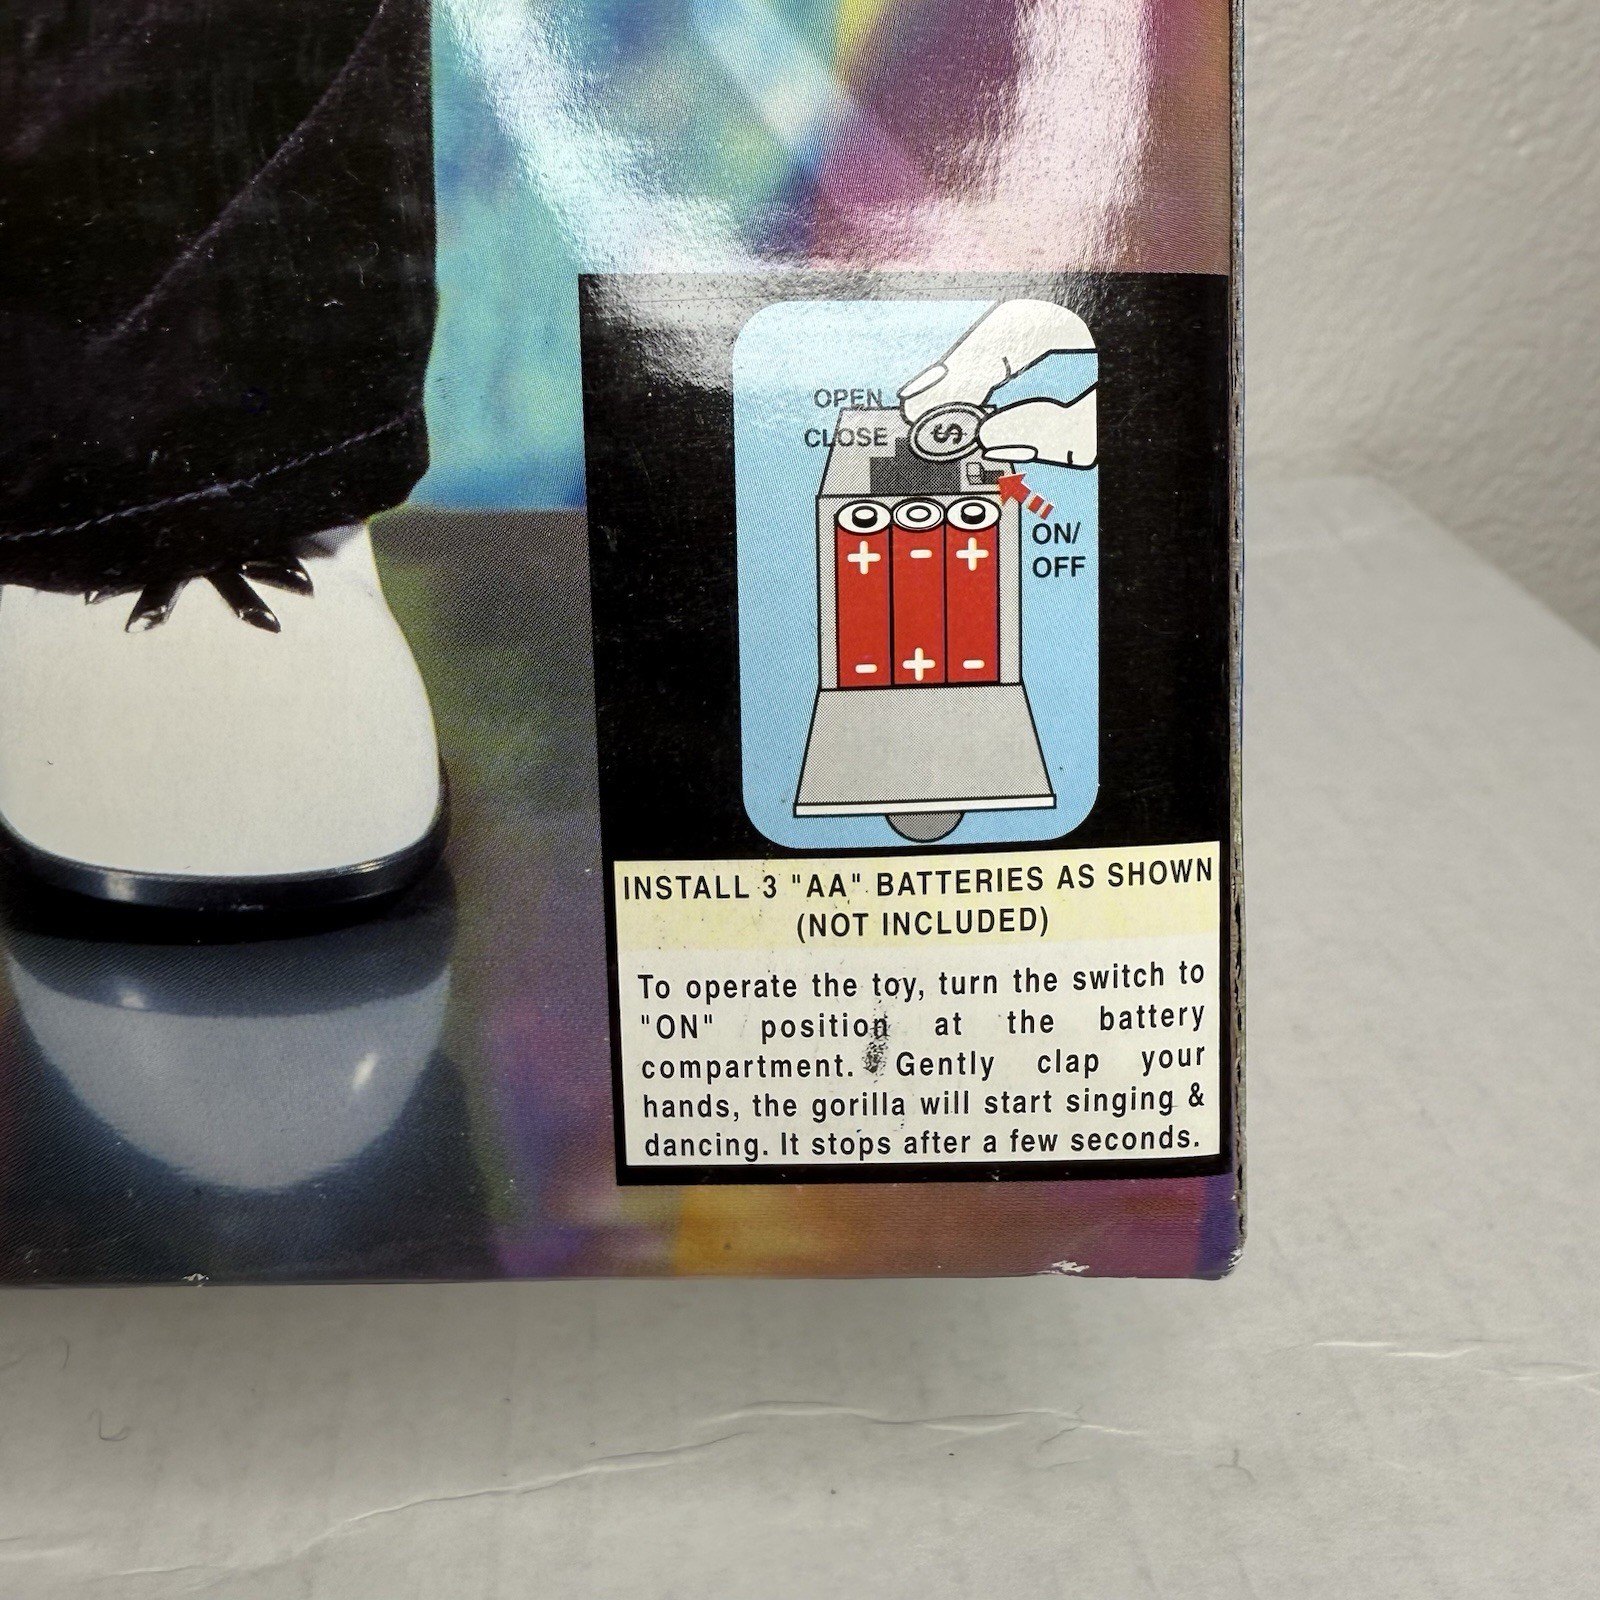 OPEN
CLOSE
$
ON/
OFF
+ - +
- + -
INSTALL 3 "AA" BATTERIES AS SHOWN
(NOT INCLUDED)
To operate the toy, turn the switch to
"ON" position at the battery
compartment. Gently clap your
hands, the gorilla will start singing &
dancing. It stops after a few seconds.